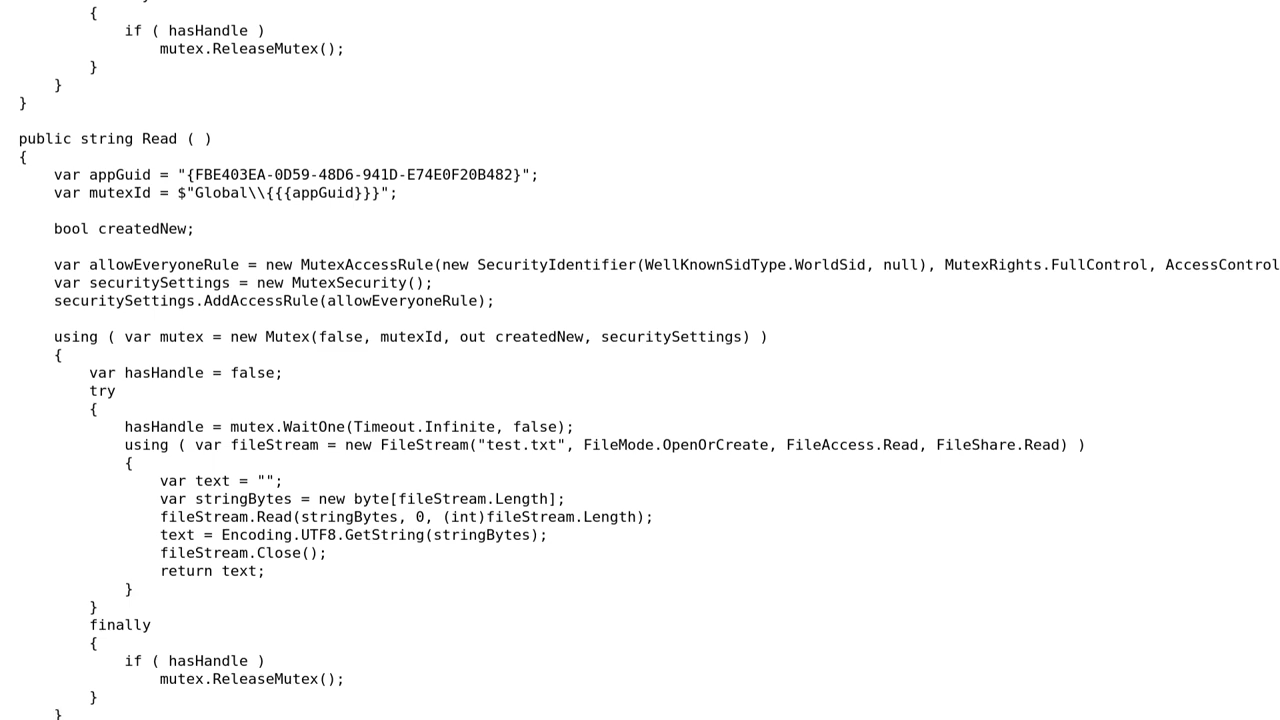 {
if ( hasHandle )
mutex.ReleaseMutex();
}
}
}
public string Read ( )
{
var appGuid = "{FBE403EA-0D59-48D6-941D-E74E0F20B482}";
var mutexId = $"Global\\{{{appGuid}}}";
bool createdNew;
var allowEveryoneRule = new MutexAccessRule(new SecurityIdentifier(WellKnownSidType.WorldSid, null), MutexRights.FullControl, AccessControl
var securitySettings = new MutexSecurity();
securitySettings.AddAccessRule(allowEveryoneRule);
using ( var mutex = new Mutex(false, mutexId, out createdNew, securitySettings) )
{
var hasHandle = false;
try
{
hasHandle = mutex.WaitOne(Timeout.Infinite, false);
using ( var fileStream = new FileStream("test.txt", FileMode.OpenOrCreate, FileAccess.Read, FileShare.Read) )
{
var text = "";
var stringBytes = new byte[fileStream.Length];
fileStream.Read(stringBytes, 0, (int)fileStream.Length);
text = Encoding.UTF8.GetString(stringBytes);
fileStream.Close();
return text;
}
}
finally
{
if ( hasHandle )
mutex.ReleaseMutex();
}
}